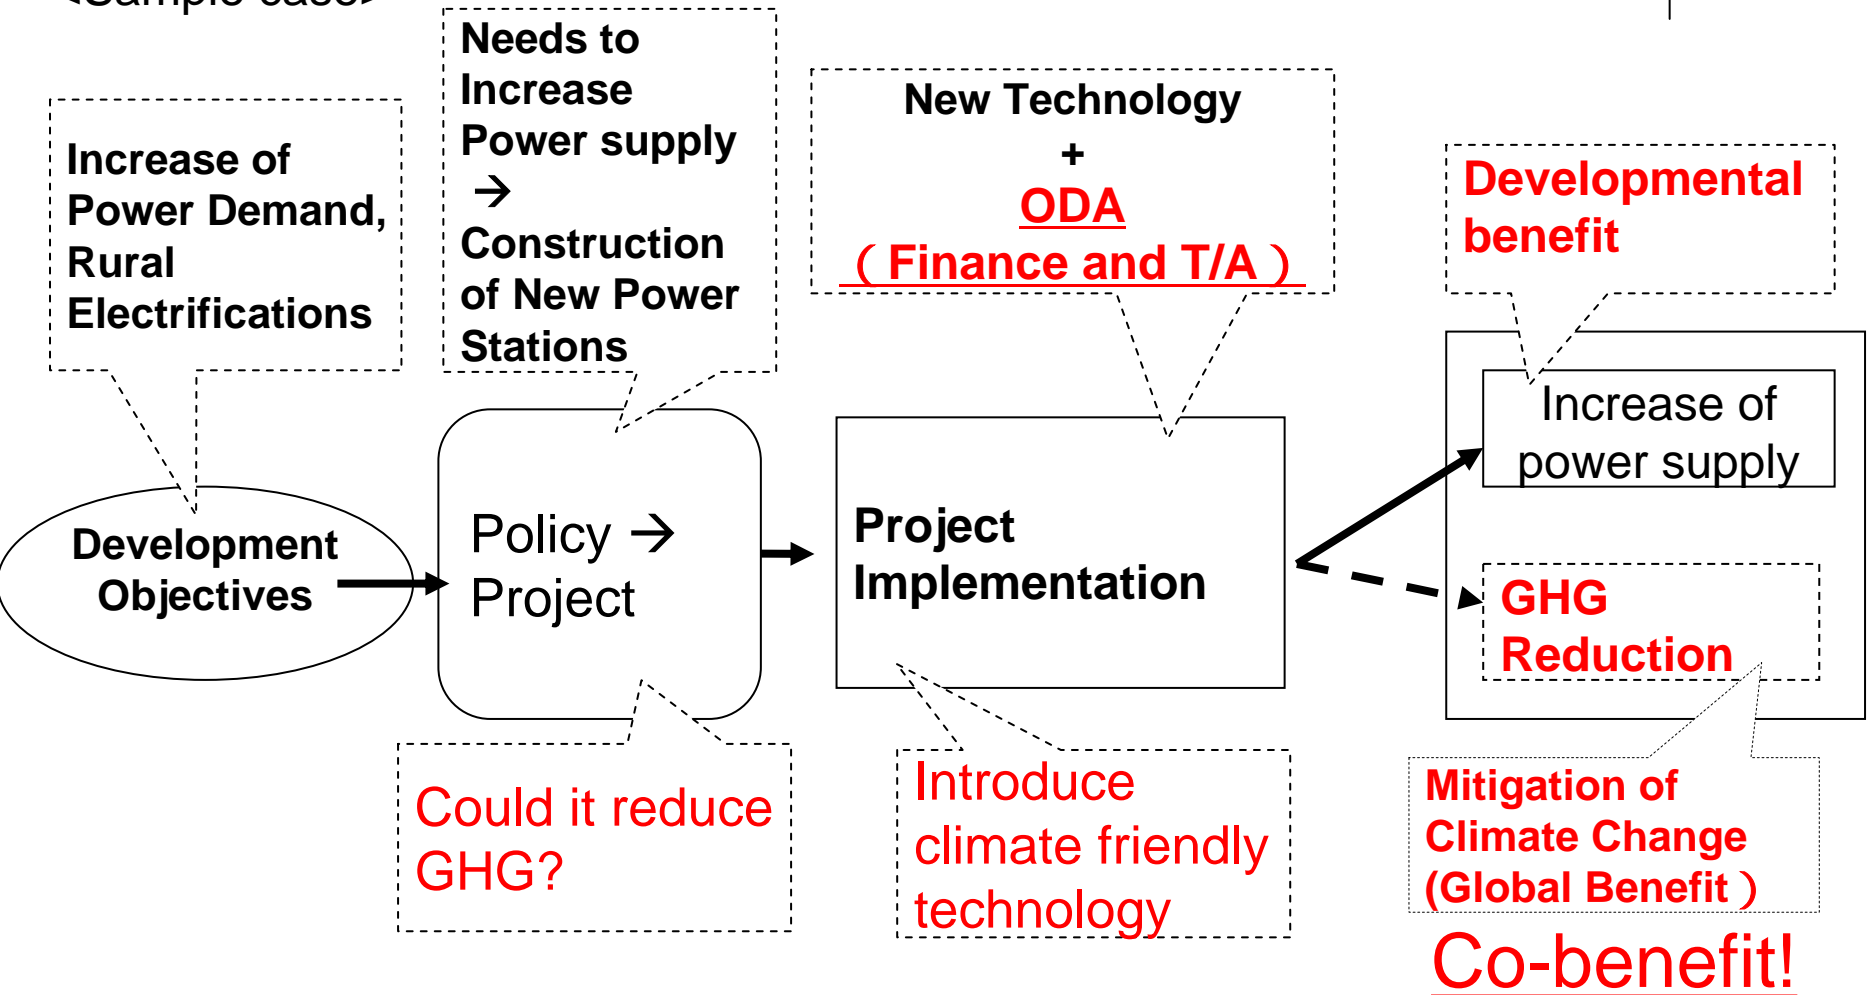 <Sample case>
Needs to
Increase
Power supply
→
Construction
of New Power
Stations
Increase of
Power Demand,
Rural
Electrifications
New Technology
+
ODA
（Finance and T/A）
Developmental
benefit
Development
Objectives
Policy →
Project
Project
Implementation
Increase of
power supply
GHG
Reduction
Could it reduce
GHG?
Introduce
climate friendly
technology
Mitigation of
Climate Change
(Global Benefit）
Co-benefit!